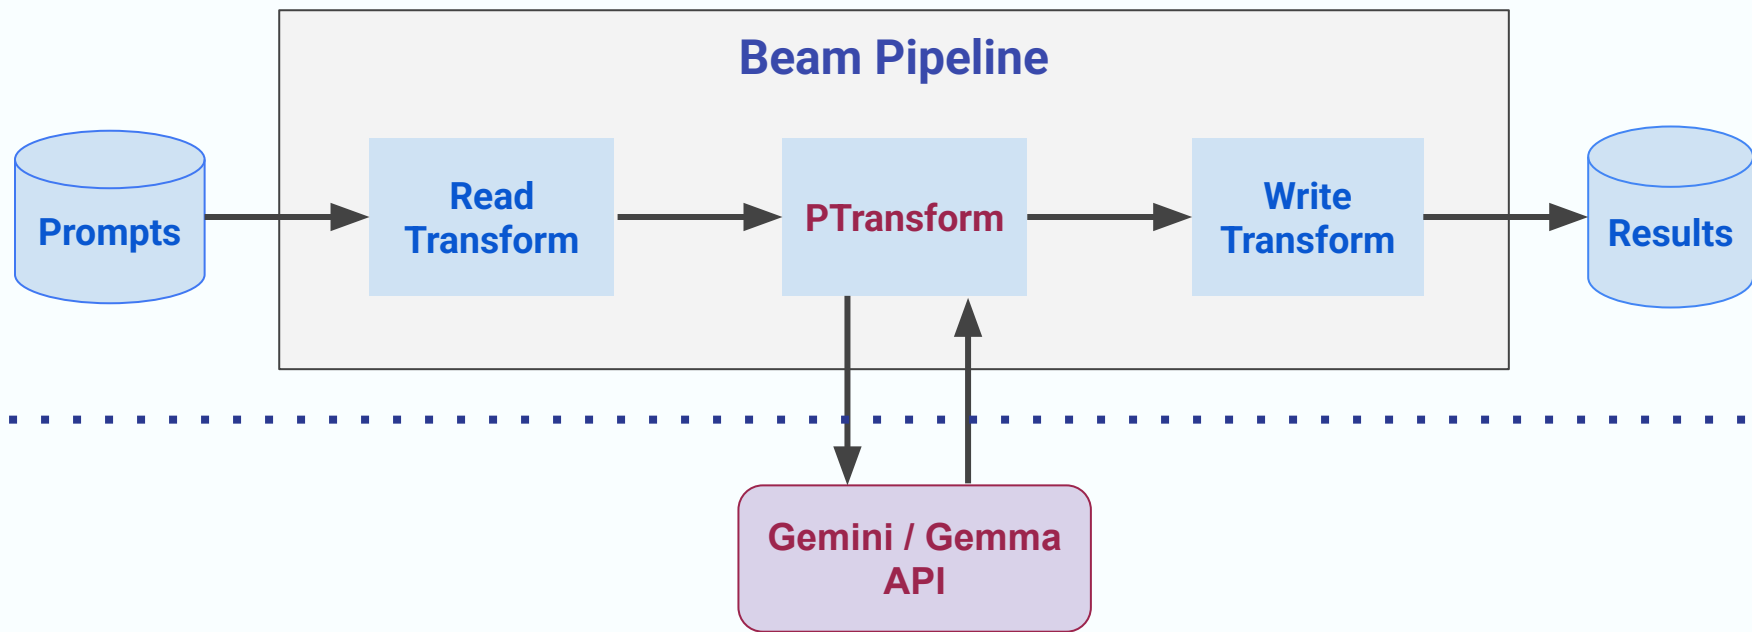 Beam Pipeline
Prompts
Read
Transform
PTransform
Write
Transform
Results
Gemini / Gemma
API